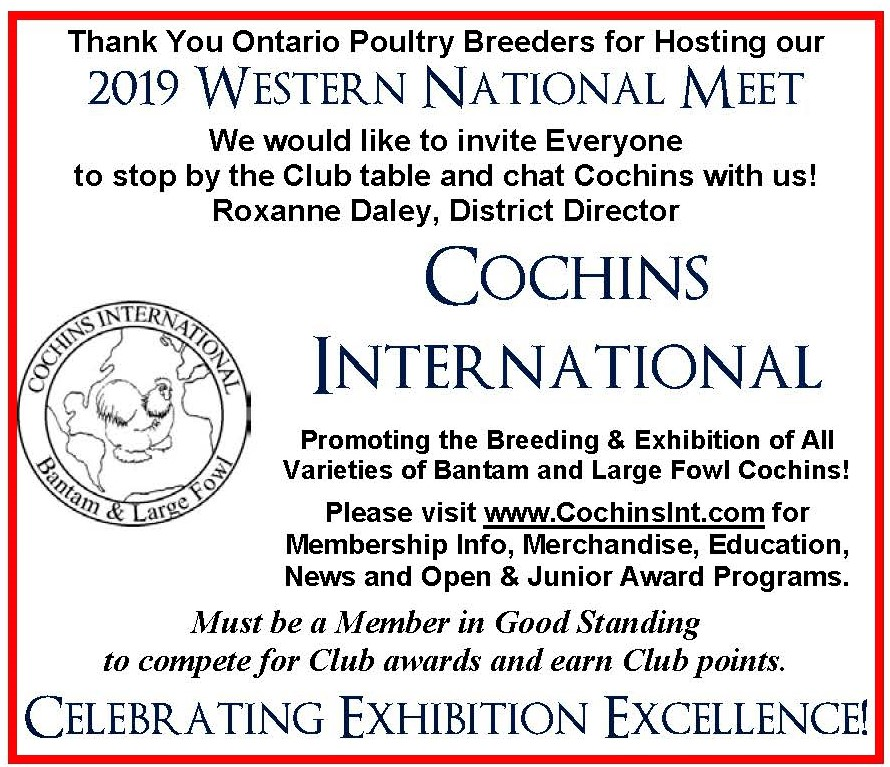 Thank You Ontario Poultry Breeders for Hosting our
2019 Western National Meet
We would like to invite Everyone
to stop by the Club table and chat Cochins with us!
Roxanne Daley, District Director
Cochins
International
COCHINS INTERNATIONAL
Bantam & Large Fowl
Promoting the Breeding & Exhibition of All
Varieties of Bantam and Large Fowl Cochins!
Please visit www.CochinsInt.com for
Membership Info, Merchandise, Education,
News and Open & Junior Award Programs.
Must be a Member in Good Standing
to compete for Club awards and earn Club points.
Celebrating Exhibition Excellence!